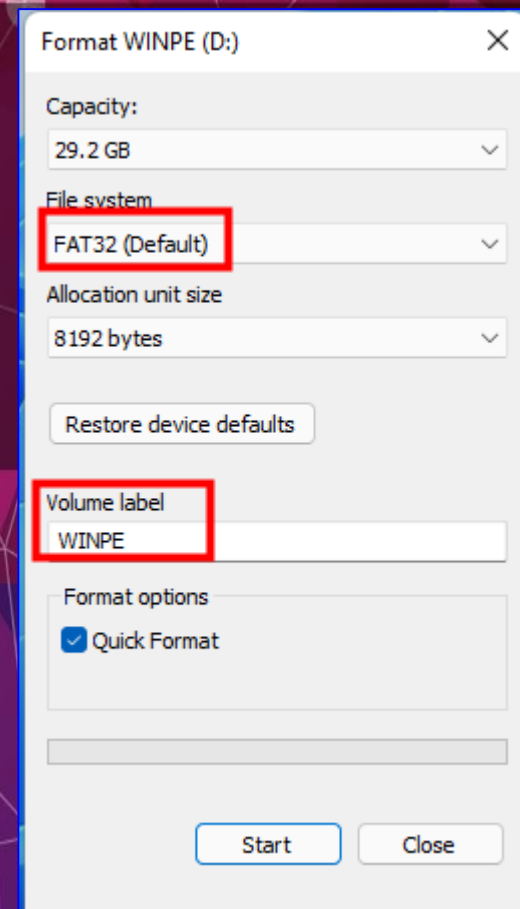 Format WINPE (D:)
Capacity:
29.2 GB
File system
FAT32 (Default)
Allocation unit size
8192 bytes
Restore device defaults
Volume label
WINPE
Format options
Quick Format
Start
Close